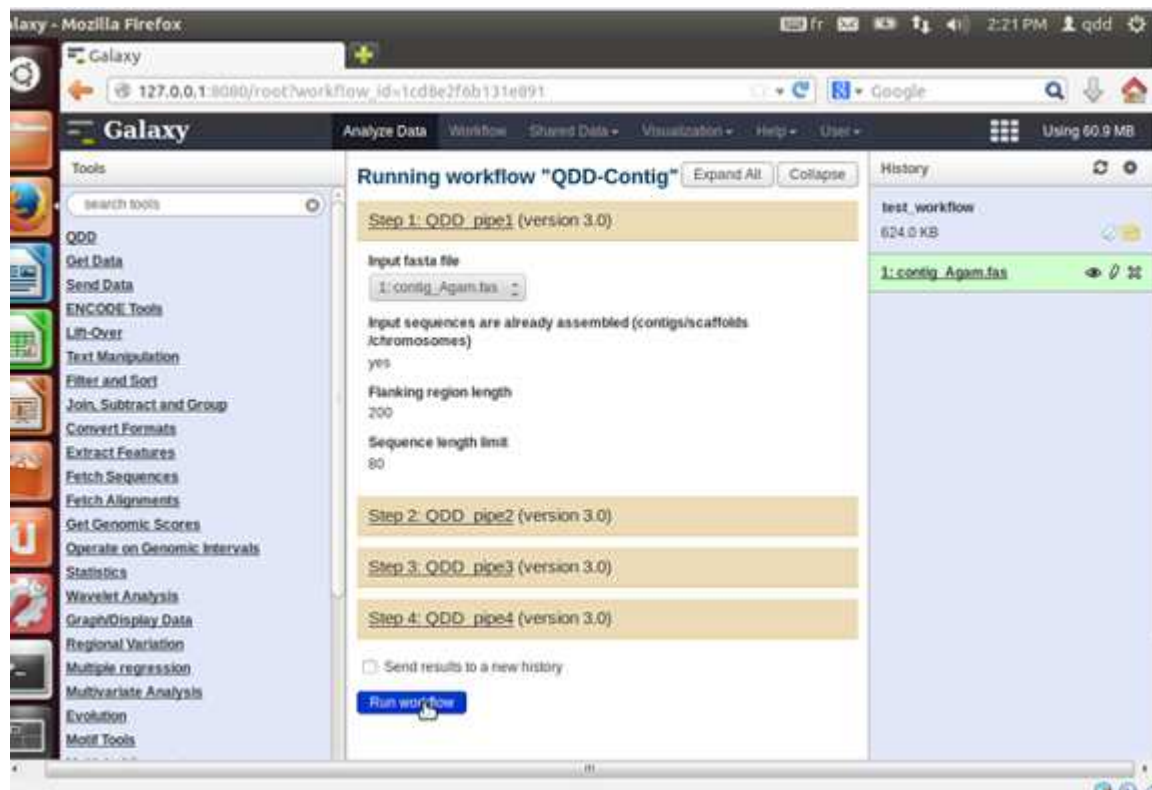 laxy - Mozilla Firefox
fr
2:21 PM
qdd
Galaxy
127.0.0.1:8080/root?workflow_id=1cd8e2f6b131e891
Google
Galaxy
Analyze Data
Workflow
Shared Data
Visualization
Help
User
Using 60.9 MB
Tools
search tools
QDD
Get Data
Send Data
ENCODE Tools
Lift-Over
Text Manipulation
Filter and Sort
Join, Subtract and Group
Convert Formats
Extract Features
Fetch Sequences
Fetch Alignments
Get Genomic Scores
Operate on Genomic Intervals
Statistics
Wavelet Analysis
Graph/Display Data
Regional Variation
Multiple regression
Multivariate Analysis
Evolution
Motif Tools
Running workflow "QDD-Contig"
Expand All
Collapse
Step 1: QDD_pipe1 (version 3.0)
Input fasta file
1: contig_Agam.fas
Input sequences are already assembled (contigs/scaffolds
/chromosomes)
yes
Flanking region length
200
Sequence length limit
80
Step 2: QDD_pipe2 (version 3.0)
Step 3: QDD_pipe3 (version 3.0)
Step 4: QDD_pipe4 (version 3.0)
Send results to a new history
Run workflow
History
test_workflow
624.0 KB
1: contig_Agam.fas